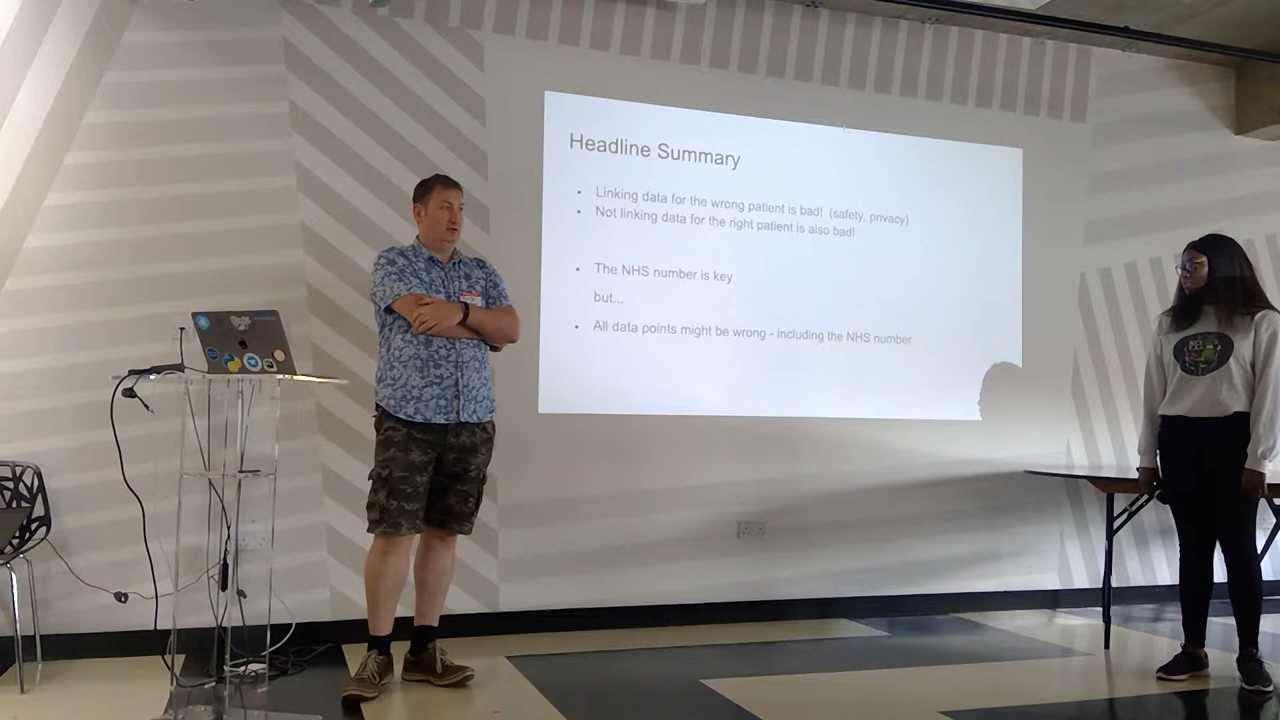 Headline Summary
• Linking data for the wrong patient is bad! (safety, privacy)
• Not linking data for the right patient is also bad!
• The NHS number is key
but...
• All data points might be wrong - including the NHS number